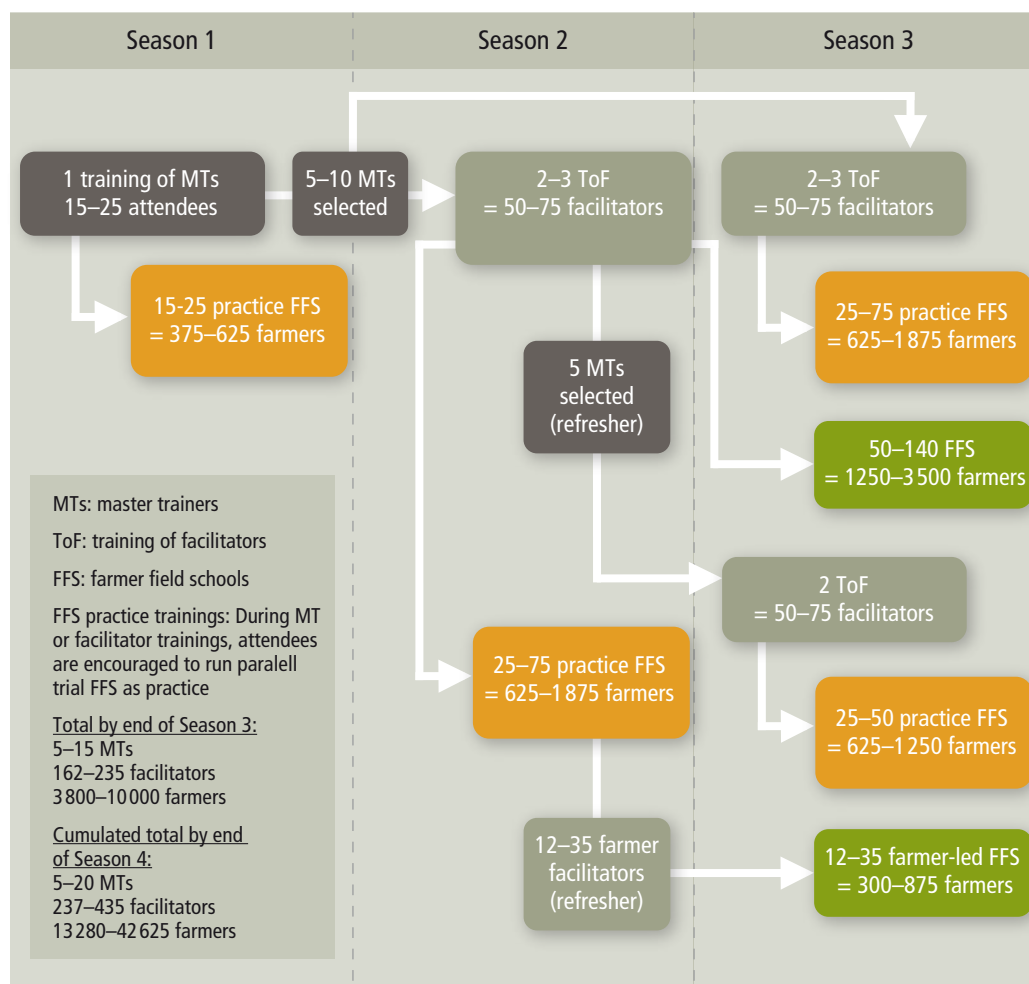 Season 1
Season 2
Season 3
1 training of MTs
15–25 attendees
5–10 MTs
selected
2–3 ToF
= 50–75 facilitators
2–3 ToF
= 50–75 facilitators
15-25 practice FFS
= 375–625 farmers
25–75 practice FFS
= 625–1 875 farmers
5 MTs
selected
(refresher)
50–140 FFS
= 1250–3 500 farmers
2 ToF
= 50–75 facilitators
25–75 practice FFS
= 625–1 875 farmers
25–50 practice FFS
= 625–1 250 farmers
12–35 farmer
facilitators
(refresher)
12–35 farmer-led FFS
= 300–875 farmers
MTs: master trainers
ToF: training of facilitators
FFS: farmer field schools
FFS practice trainings: During MT
or facilitator trainings, attendees
are encouraged to run paralell
trial FFS as practice
Total by end of Season 3:
5–15 MTs
162–235 facilitators
3 800–10 000 farmers
Cumulated total by end
of Season 4:
5–20 MTs
237–435 facilitators
13 280–42 625 farmers